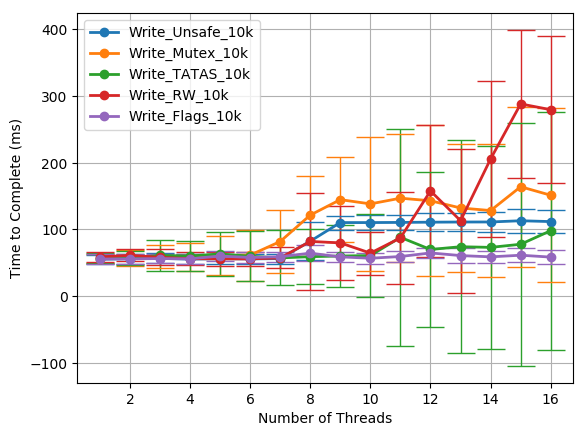 Write_Unsafe_10k
Write_Mutex_10k
Write_TATAS_10k
Write_RW_10k
Write_Flags_10k
Time to Complete (ms)
400
300
200
100
0
−100
2 4 6 8 10 12 14 16
Number of Threads